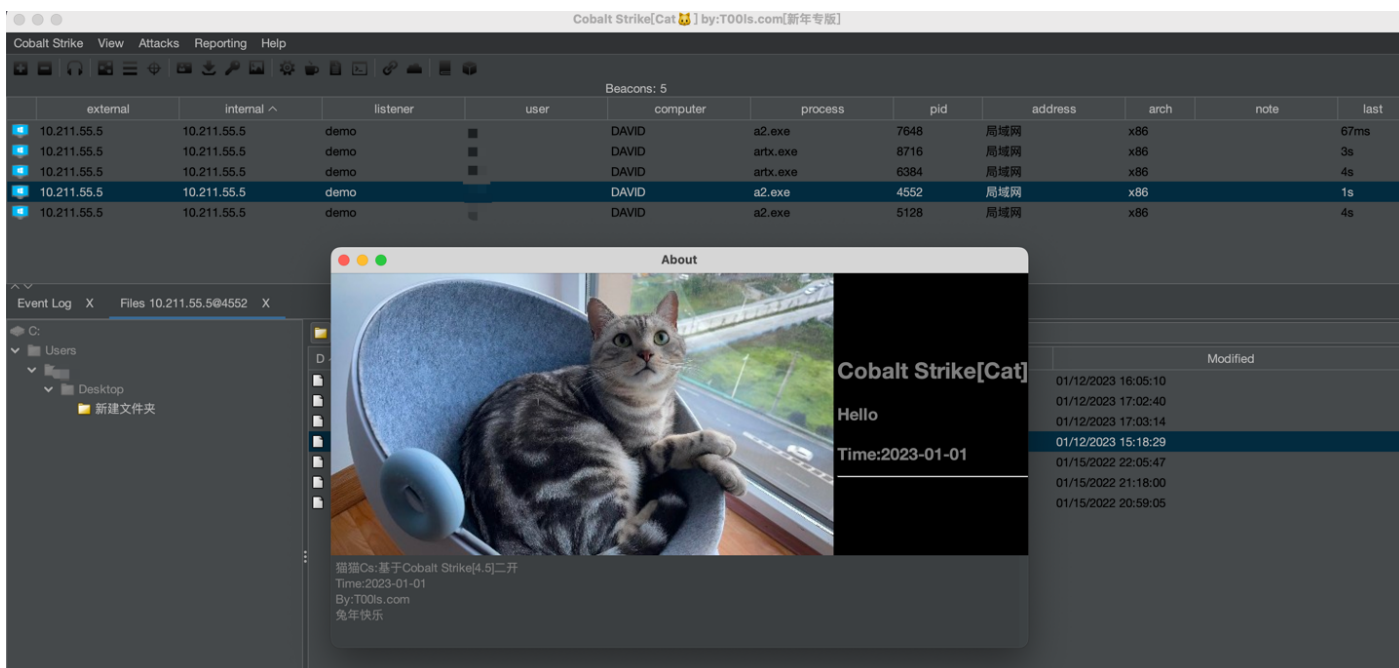 Cobalt Strike[Cat🐱] by:T00ls.com[新年专版]
Cobalt Strike View Attacks Reporting Help
Beacons: 5
external internal listener user computer process pid address arch note last
10.211.55.5 10.211.55.5 demo DAVID a2.exe 7648 局域网 x86 67ms
10.211.55.5 10.211.55.5 demo DAVID artx.exe 8716 局域网 x86 3s
10.211.55.5 10.211.55.5 demo DAVID artx.exe 6384 局域网 x86 4s
10.211.55.5 10.211.55.5 demo DAVID a2.exe 4552 局域网 x86 1s
10.211.55.5 10.211.55.5 demo DAVID a2.exe 5128 局域网 x86 4s
About
Event Log X Files 10.211.55.5@4552 X
C:
Users
Desktop
新建文件夹
D
Modified
01/12/2023 16:05:10
01/12/2023 17:02:40
01/12/2023 17:03:14
01/12/2023 15:18:29
01/15/2022 22:05:47
01/15/2022 21:18:00
01/15/2022 20:59:05
Cobalt Strike[Cat]
Hello
Time:2023-01-01
猫猫Cs:基于Cobalt Strike[4.5]二开
Time:2023-01-01
By:T00ls.com
兔年快乐